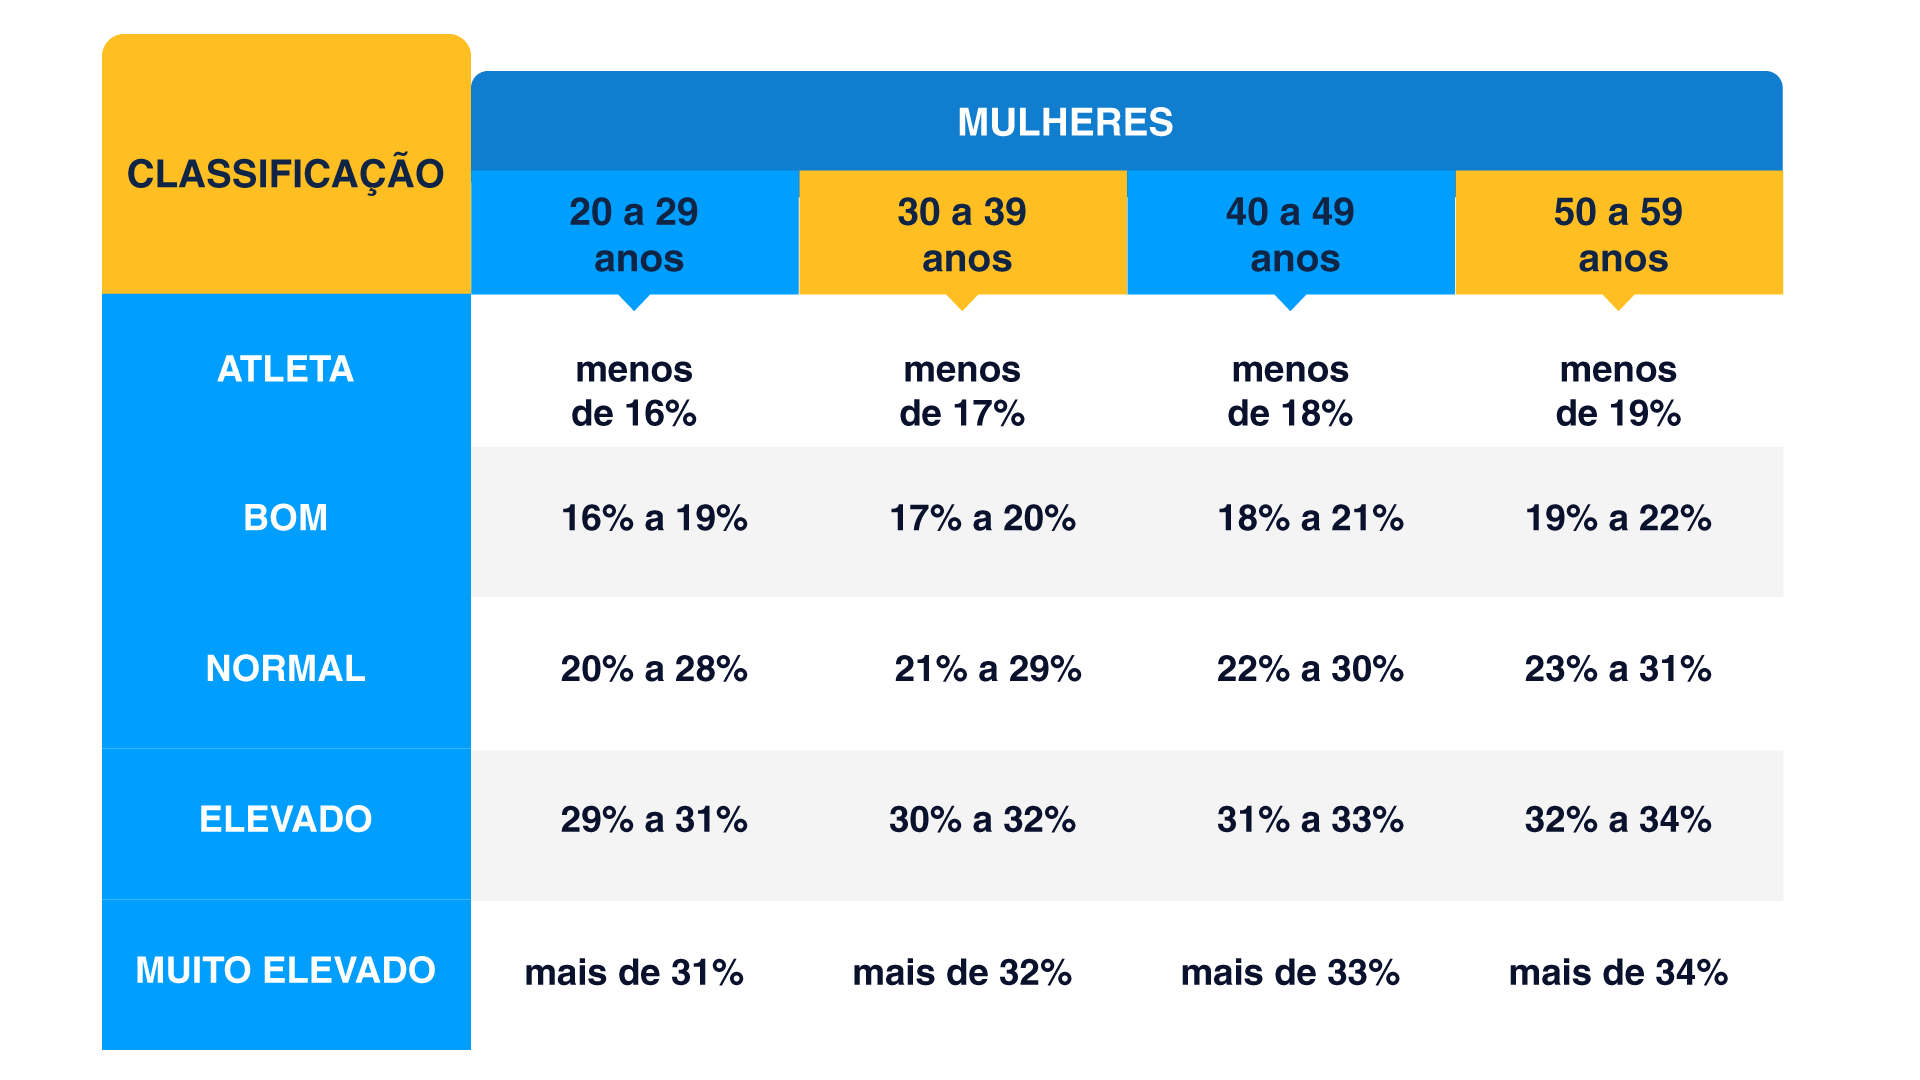 CLASSIFICAÇÃO
MULHERES
20 a 29
anos
30 a 39
anos
40 a 49
anos
50 a 59
anos
ATLETA
menos
de 16%
menos
de 17%
menos
de 18%
menos
de 19%
BOM
16% a 19%
17% a 20%
18% a 21%
19% a 22%
NORMAL
20% a 28%
21% a 29%
22% a 30%
23% a 31%
ELEVADO
29% a 31%
30% a 32%
31% a 33%
32% a 34%
MUITO ELEVADO
mais de 31%
mais de 32%
mais de 33%
mais de 34%